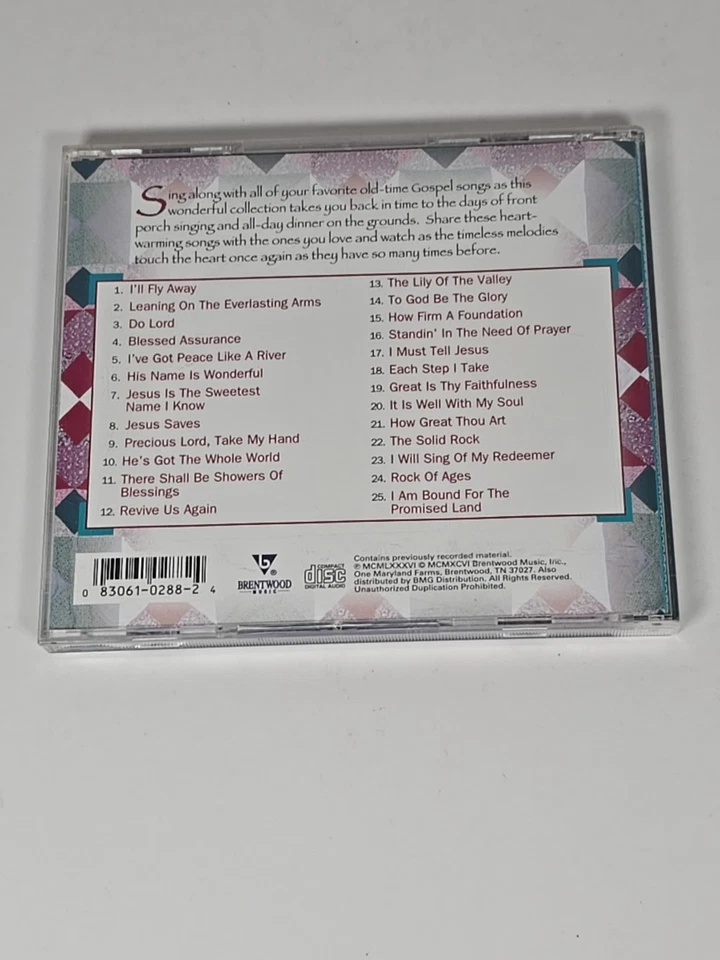 Sing along with all of your favorite old-time Gospel songs as this
wonderful collection takes you back in time to the days of front
porch singing and all-day dinner on the grounds. Share these heart-
warming songs with the ones you love and watch as the timeless melodies
touch the heart once again as they have so many times before.
1. I'll Fly Away
2. Leaning On The Everlasting Arms
3. Do Lord
4. Blessed Assurance
5. I've Got Peace Like A River
6. His Name Is Wonderful
7. Jesus Is The Sweetest
Name I Know
8. Jesus Saves
9. Precious Lord, Take My Hand
10. He's Got The Whole World
11. There Shall Be Showers Of
Blessings
12. Revive Us Again
13. The Lily Of The Valley
14. To God Be The Glory
15. How Firm A Foundation
16. Standin' In The Need Of Prayer
17. I Must Tell Jesus
18. Each Step I Take
19. Great Is Thy Faithfulness
20. It Is Well With My Soul
21. How Great Thou Art
22. The Solid Rock
23. I Will Sing Of My Redeemer
24. Rock Of Ages
25. I Am Bound For The
Promised Land
0 83061-0288-2 4
b®
BRENTWOOD
MUSIC
COMPACT
disc
DIGITAL AUDIO
Contains previously recorded material.
℗ MCMLXXXVI © MCMXCVI Brentwood Music, Inc.,
One Maryland Farms, Brentwood, TN 37027. Also
distributed by BMG Distribution. All Rights Reserved.
Unauthorized Duplication Prohibited.